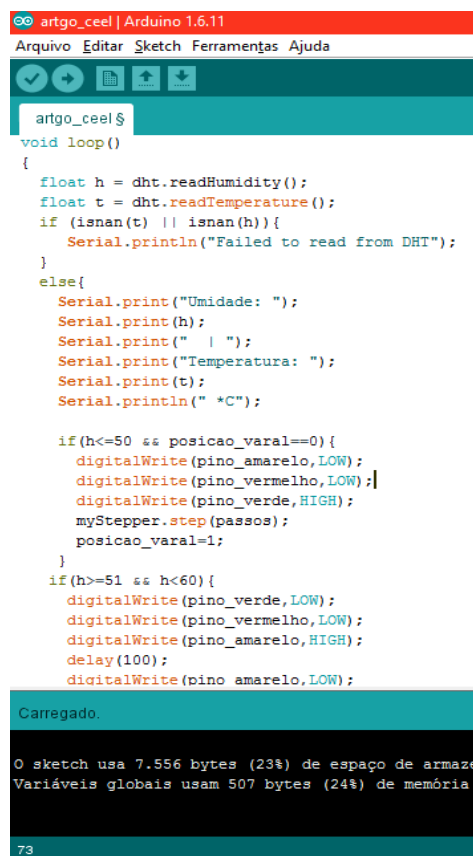 artgo_ceel | Arduino 1.6.11
Arquivo Editar Sketch Ferramentas Ajuda
artgo_ceel §
void loop()
{
  float h = dht.readHumidity();
  float t = dht.readTemperature();
  if (isnan(t) || isnan(h)){
     Serial.println("Failed to read from DHT");
  }
  else{
    Serial.print("Umidade: ");
    Serial.print(h);
    Serial.print("  | ");
    Serial.print("Temperatura: ");
    Serial.print(t);
    Serial.println(" *C");
    if(h<=50 && posicao_varal==0){
      digitalWrite(pino_amarelo,LOW);
      digitalWrite(pino_vermelho,LOW);
      digitalWrite(pino_verde,HIGH);
      myStepper.step(passos);
      posicao_varal=1;
    }
   if(h>=51 && h<60){
     digitalWrite(pino_verde,LOW);
     digitalWrite(pino_vermelho,LOW);
     digitalWrite(pino_amarelo,HIGH);
     delay(100);
     digitalWrite(pino_amarelo,LOW);
Carregado.
O sketch usa 7.556 bytes (23%) de espaço de armaze
Variáveis globais usam 507 bytes (24%) de memória
73